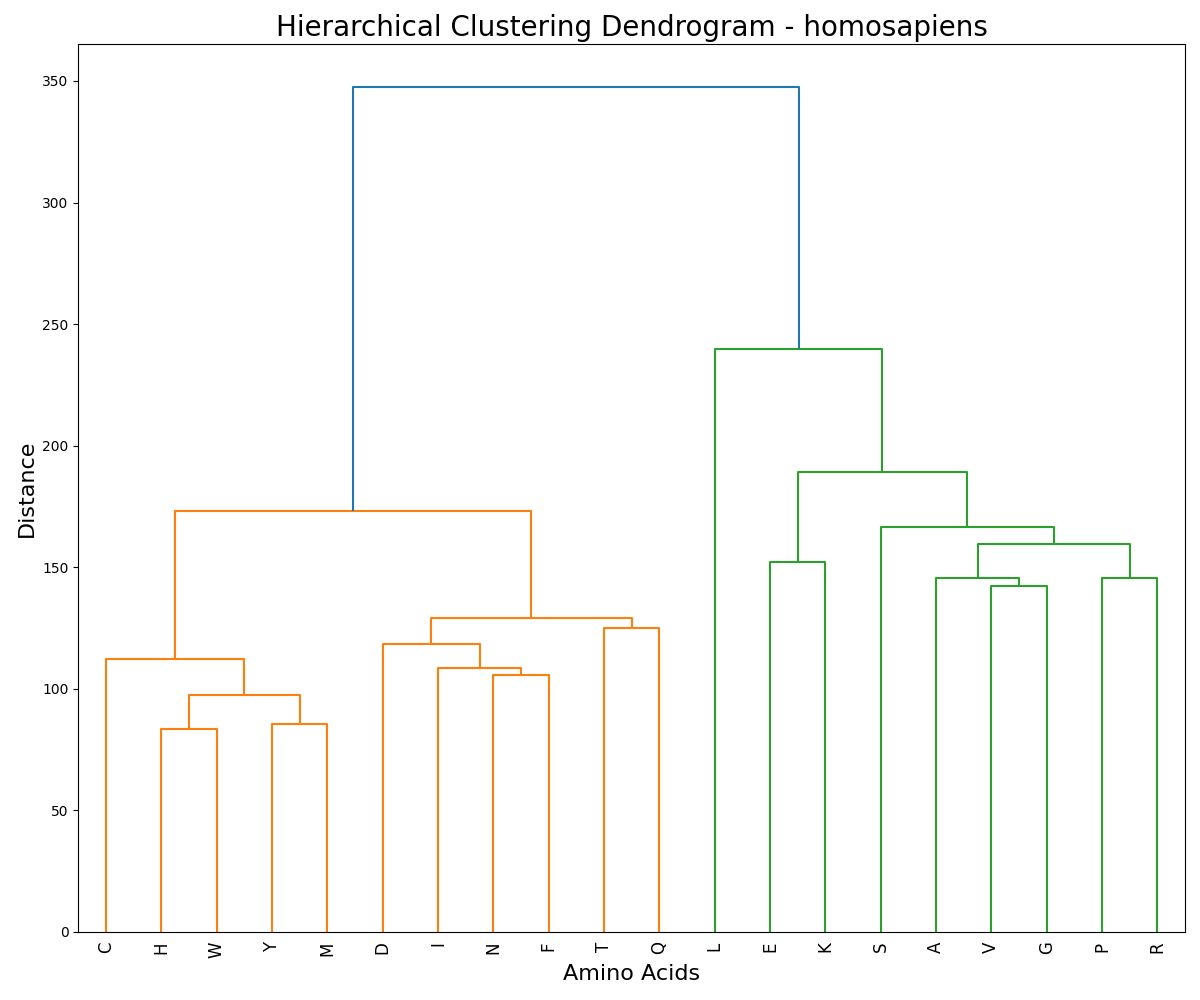 Hierarchical Clustering Dendrogram - homosapiens
350
300
250
200
150
100
50
0
Distance
C H W Y M D I N F T Q L E K S A V G P R
Amino Acids